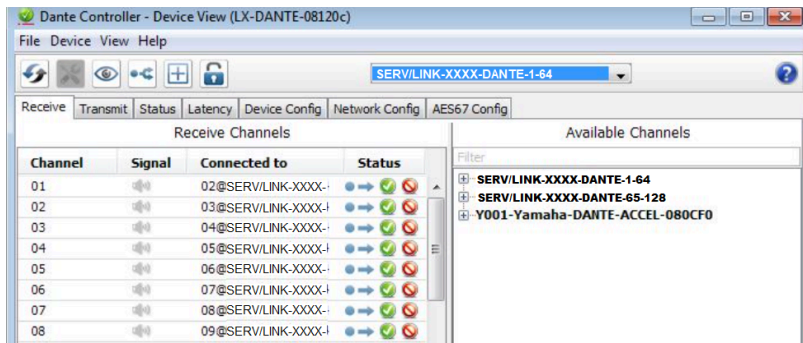 Dante Controller - Device View (LX-DANTE-08120c)
File Device View Help
SERV/LINK-XXXX-DANTE-1-64
Receive Transmit Status Latency Device Config Network Config AES67 Config
Receive Channels
Available Channels
Channel Signal Connected to Status
Filter
01 02@SERV/LINK-XXXX-
02 03@SERV/LINK-XXXX-
03 04@SERV/LINK-XXXX-
04 05@SERV/LINK-XXXX-
05 06@SERV/LINK-XXXX-
06 07@SERV/LINK-XXXX-
07 08@SERV/LINK-XXXX-
08 09@SERV/LINK-XXXX-
SERV/LINK-XXXX-DANTE-1-64
SERV/LINK-XXXX-DANTE-65-128
Y001-Yamaha-DANTE-ACCEL-080CF0